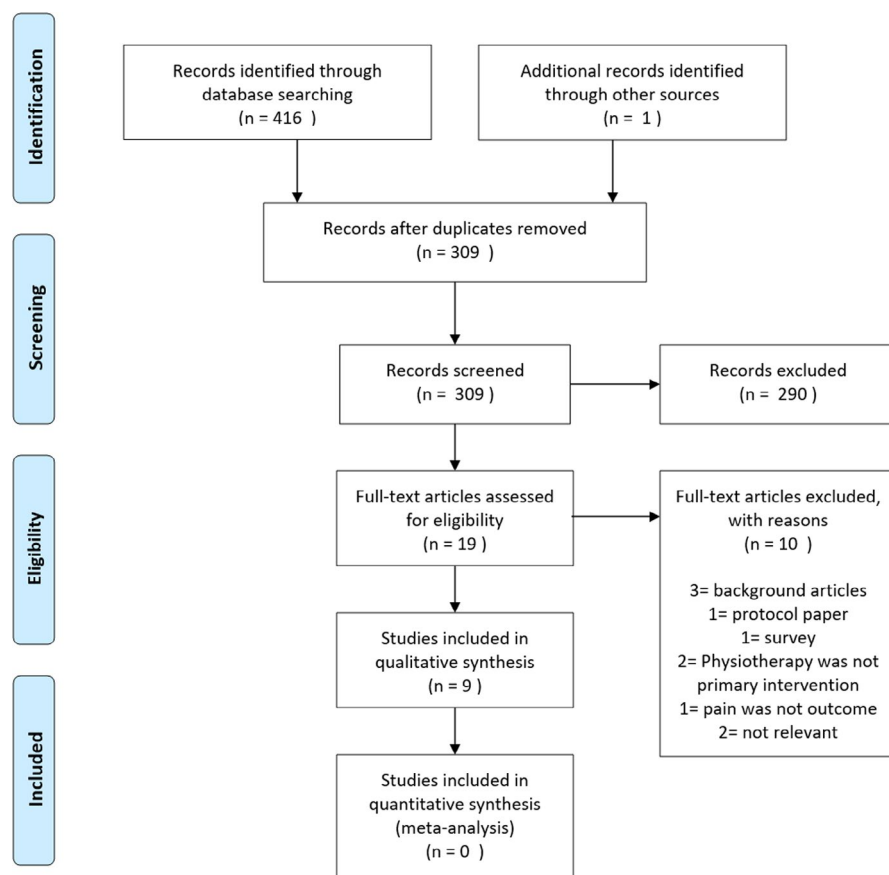 Identification
Records identified through
database searching
(n = 416 )
Additional records identified
through other sources
(n = 1 )
Records after duplicates removed
(n = 309 )
Screening
Records screened
(n = 309 )
Records excluded
(n = 290 )
Eligibility
Full-text articles assessed
for eligibility
(n = 19 )
Full-text articles excluded,
with reasons
(n = 10 )
3= background articles
1= protocol paper
1= survey
2= Physiotherapy was not
primary intervention
1= pain was not outcome
2= not relevant
Studies included in
qualitative synthesis
(n = 9 )
Included
Studies included in
quantitative synthesis
(meta-analysis)
(n = 0 )